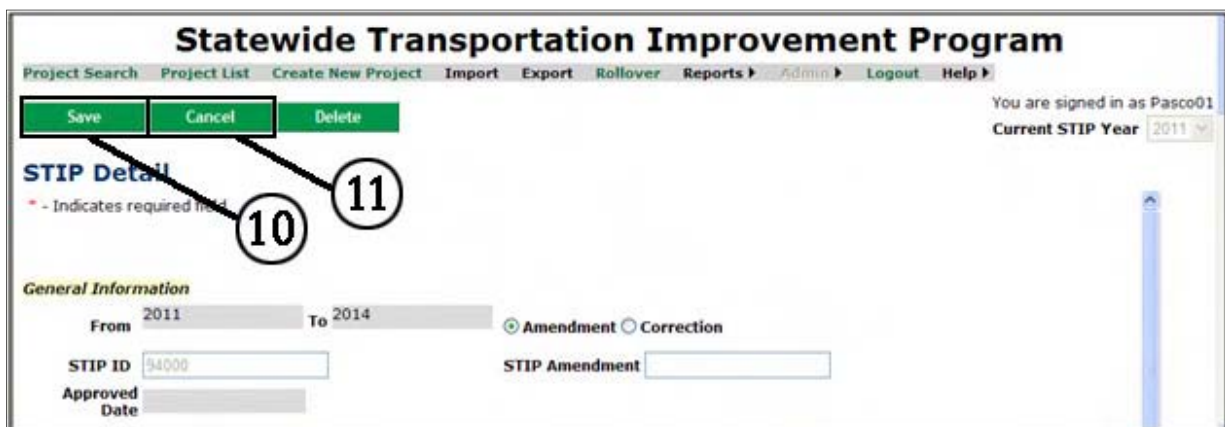 Statewide Transportation Improvement Program
Project Search Project List Create New Project Import Export Rollover Reports Admin Logout Help
Save Cancel Delete
You are signed in as Pasco01
Current STIP Year 2011
STIP Detail
* - Indicates required field
11
10
General Information
From 2011 To 2014 Amendment Correction
STIP ID 94000 STIP Amendment
Approved
Date